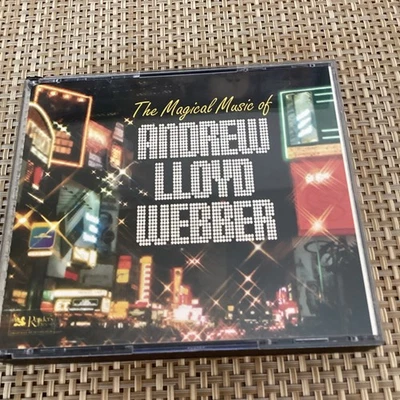 The Magical Music of
ANDREW
LLOYD
WEBBER